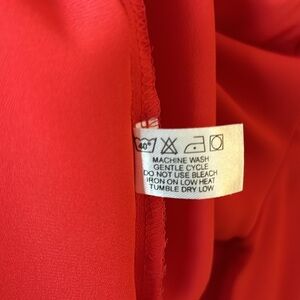 40°
MACHINE WASH
GENTLE CYCLE
DO NOT USE BLEACH
IRON ON LOW HEAT
TUMBLE DRY LOW